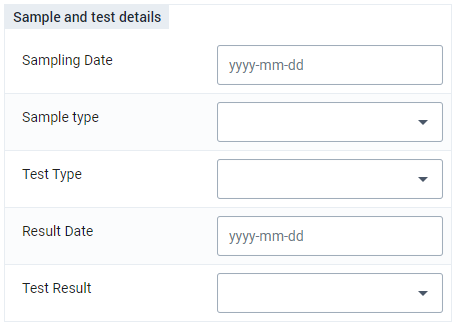 Sample and test details
Sampling Date yyyy-mm-dd
Sample type
Test Type
Result Date yyyy-mm-dd
Test Result